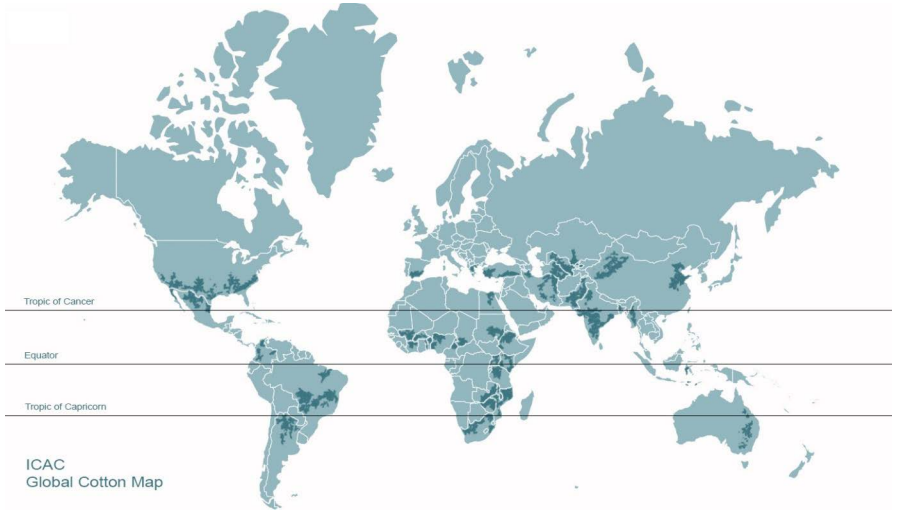 Tropic of Cancer
Equator
Tropic of Capricorn
ICAC
Global Cotton Map